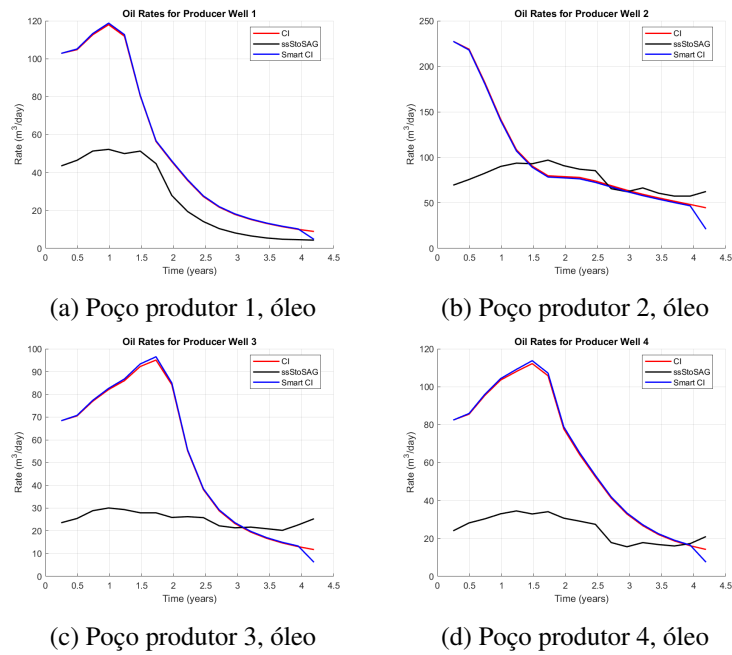 Oil Rates for Producer Well 1
120
100
80
60
40
20
0
Rate (m³/day)
0 0.5 1 1.5 2 2.5 3 3.5 4 4.5
Time (years)
CI
ssStoSAG
Smart CI
(a) Poço produtor 1, óleo
Oil Rates for Producer Well 2
250
200
150
100
50
0
Rate (m³/day)
0 0.5 1 1.5 2 2.5 3 3.5 4 4.5
Time (years)
CI
ssStoSAG
Smart CI
(b) Poço produtor 2, óleo
Oil Rates for Producer Well 3
100
90
80
70
60
50
40
30
20
10
0
Rate (m³/day)
0 0.5 1 1.5 2 2.5 3 3.5 4 4.5
Time (years)
CI
ssStoSAG
Smart CI
(c) Poço produtor 3, óleo
Oil Rates for Producer Well 4
120
100
80
60
40
20
0
Rate (m³/day)
0 0.5 1 1.5 2 2.5 3 3.5 4 4.5
Time (years)
CI
ssStoSAG
Smart CI
(d) Poço produtor 4, óleo